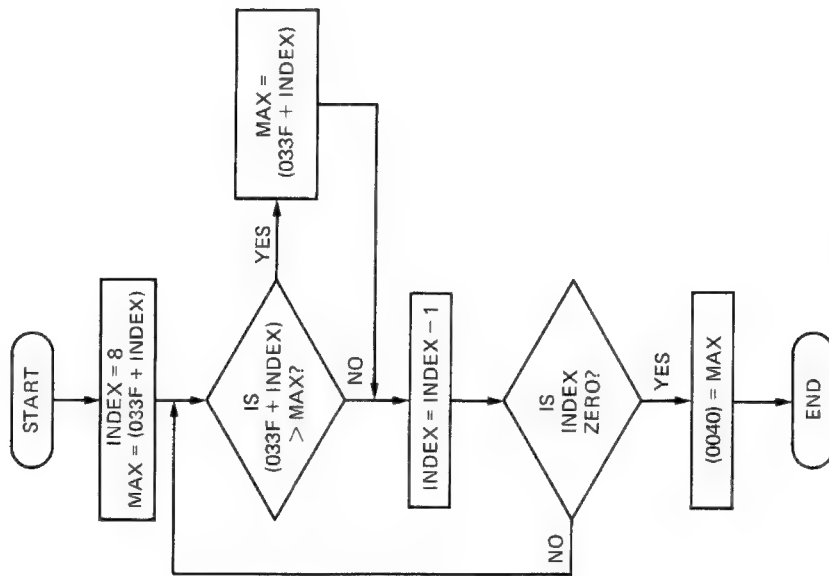 START
INDEX = 8
MAX = (033F + INDEX)
IS
(033F + INDEX)
> MAX?
YES
MAX =
(033F + INDEX)
NO
INDEX = INDEX − 1
IS
INDEX
ZERO?
NO
YES
(0040) = MAX
END